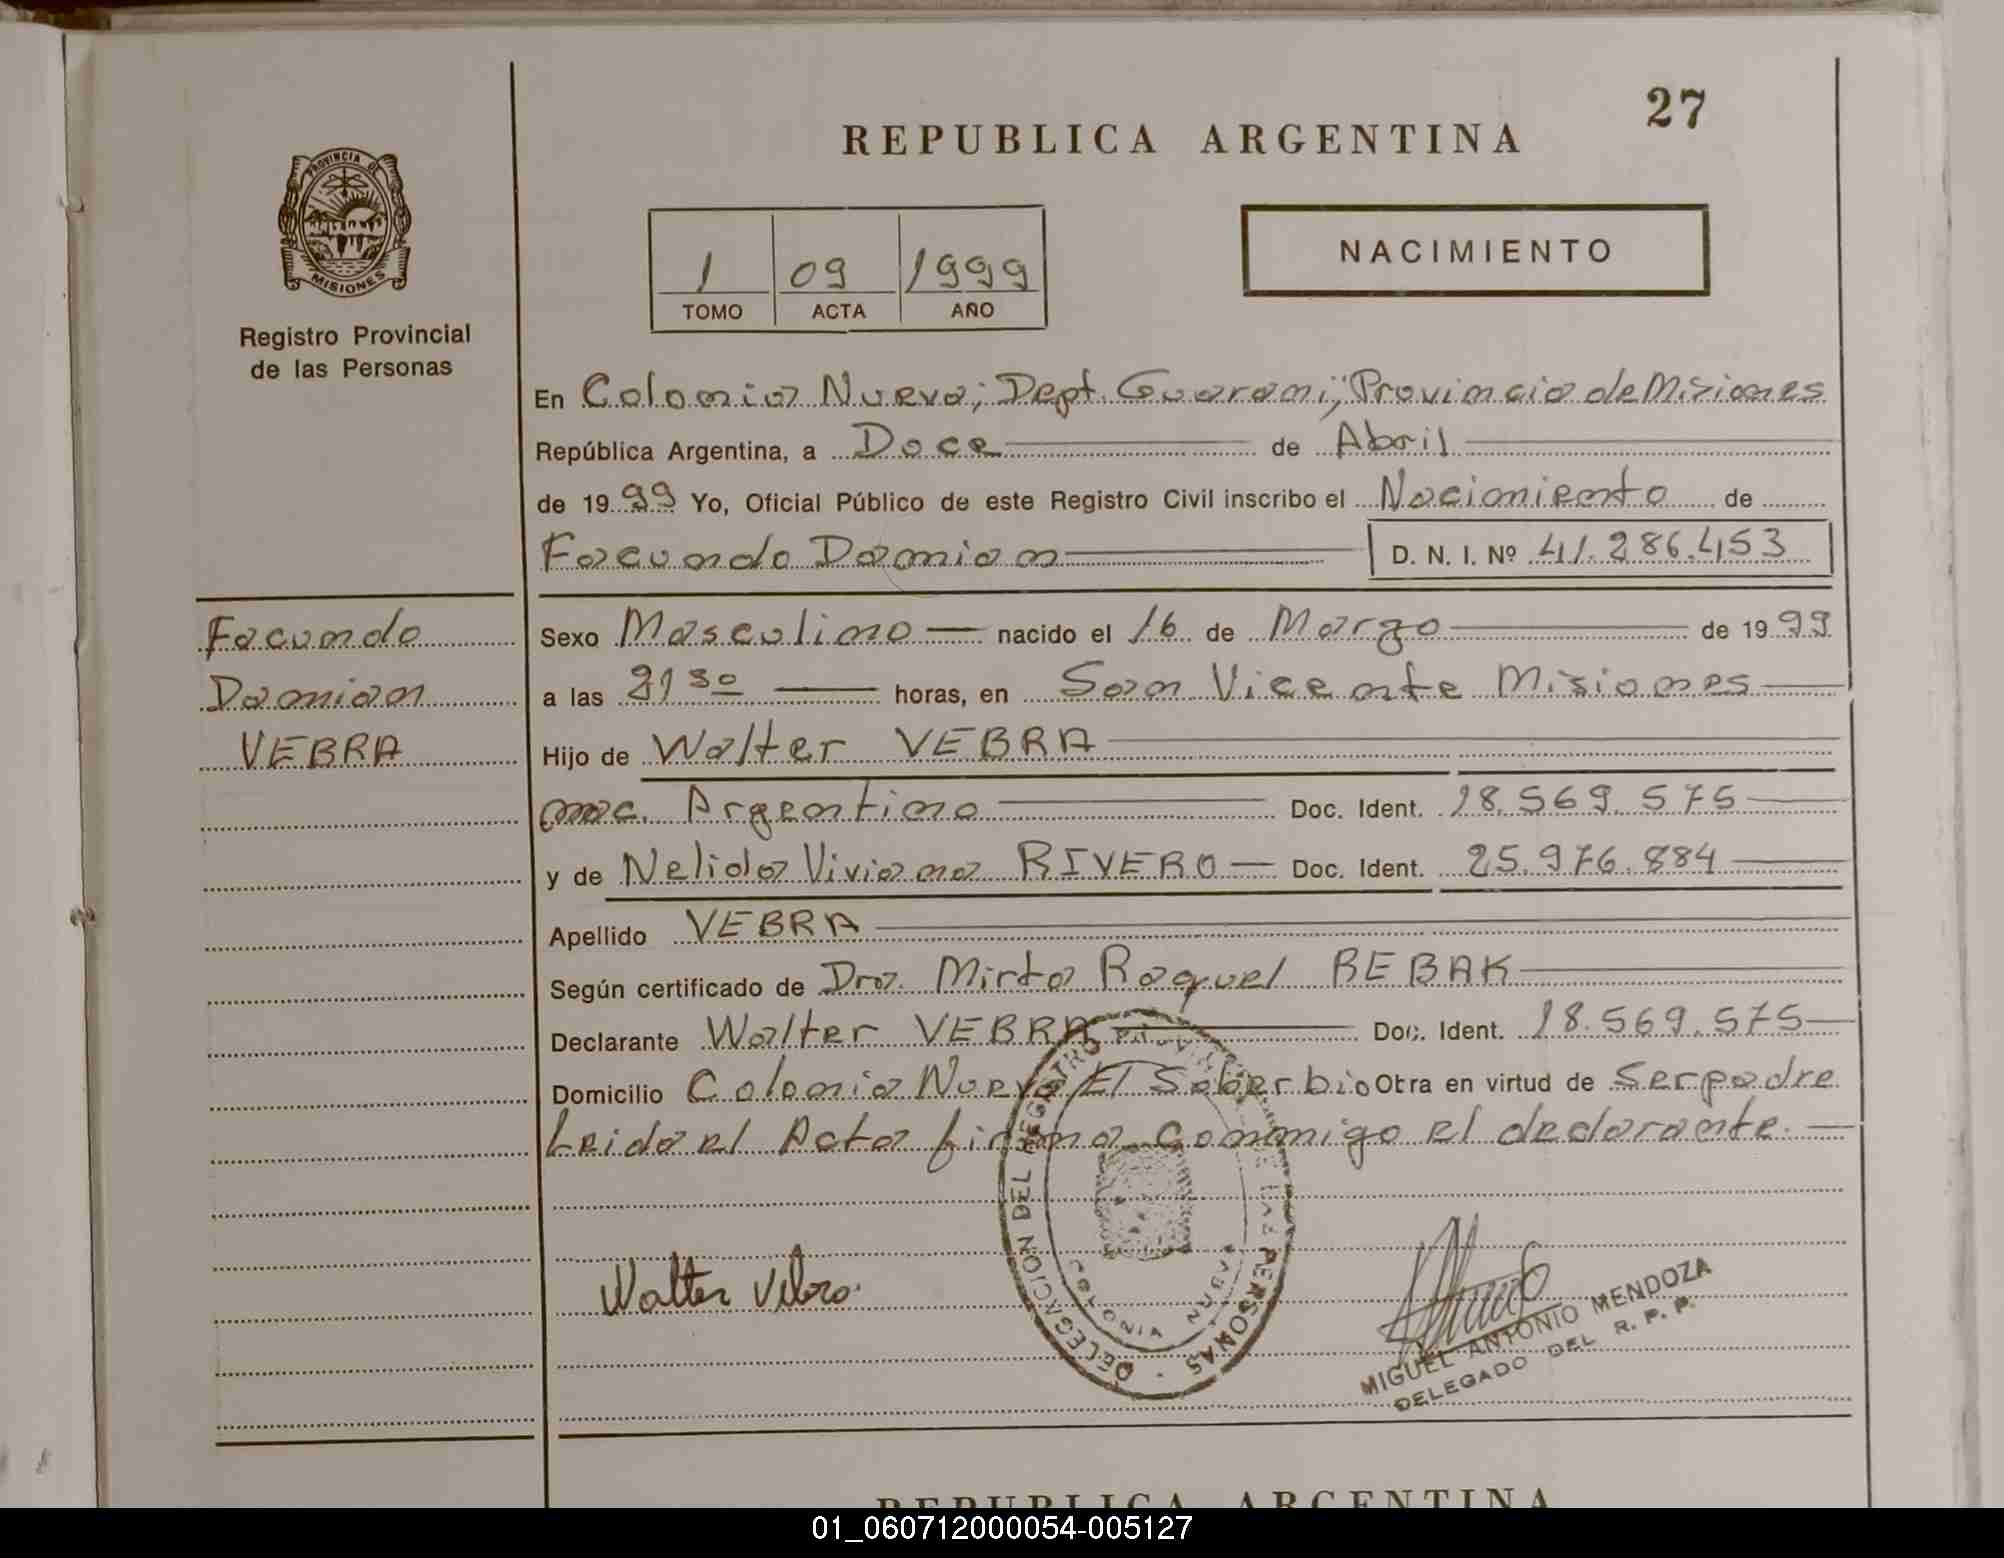 27
REPUBLICA ARGENTINA
PROVINCIA DE
MISIONES
Registro Provincial
de las Personas
1 09 1999
TOMO ACTA AÑO
NACIMIENTO
En Colonia Nueva; Dept. Guarani; Provincia de Misiones
República Argentina, a Doce de Abril
de 1999 Yo, Oficial Público de este Registro Civil inscribo el Nacimiento de
Facundo Damian D. N. I. Nº 41.286.453
Facundo
Damian
VEBRA
Sexo Masculino nacido el 16 de Marzo de 1999
a las 21 30 horas, en San Vicente Misiones
Hijo de Walter VEBRA
nac. Argentino Doc. Ident. 18.569.575
y de Nelida Viviana RIVERO Doc. Ident. 25.976.884
Apellido VEBRA
Según certificado de Dra. Mirta Raquel BEBAK
Declarante Walter VEBRA Doc. Ident. 18.569.575
Domicilio Colonia Nueva El Soberbio Otra en virtud de Ser padre
Leida el Acta firma conmigo el declarante.
DELEGACION DEL REGISTRO PERSONAS
COLONIA
Walter Vebra
MIGUEL ANTONIO MENDOZA
DELEGADO DEL R. P. P.
REPUBLICA ARGENTINA
01_060712000054-005127